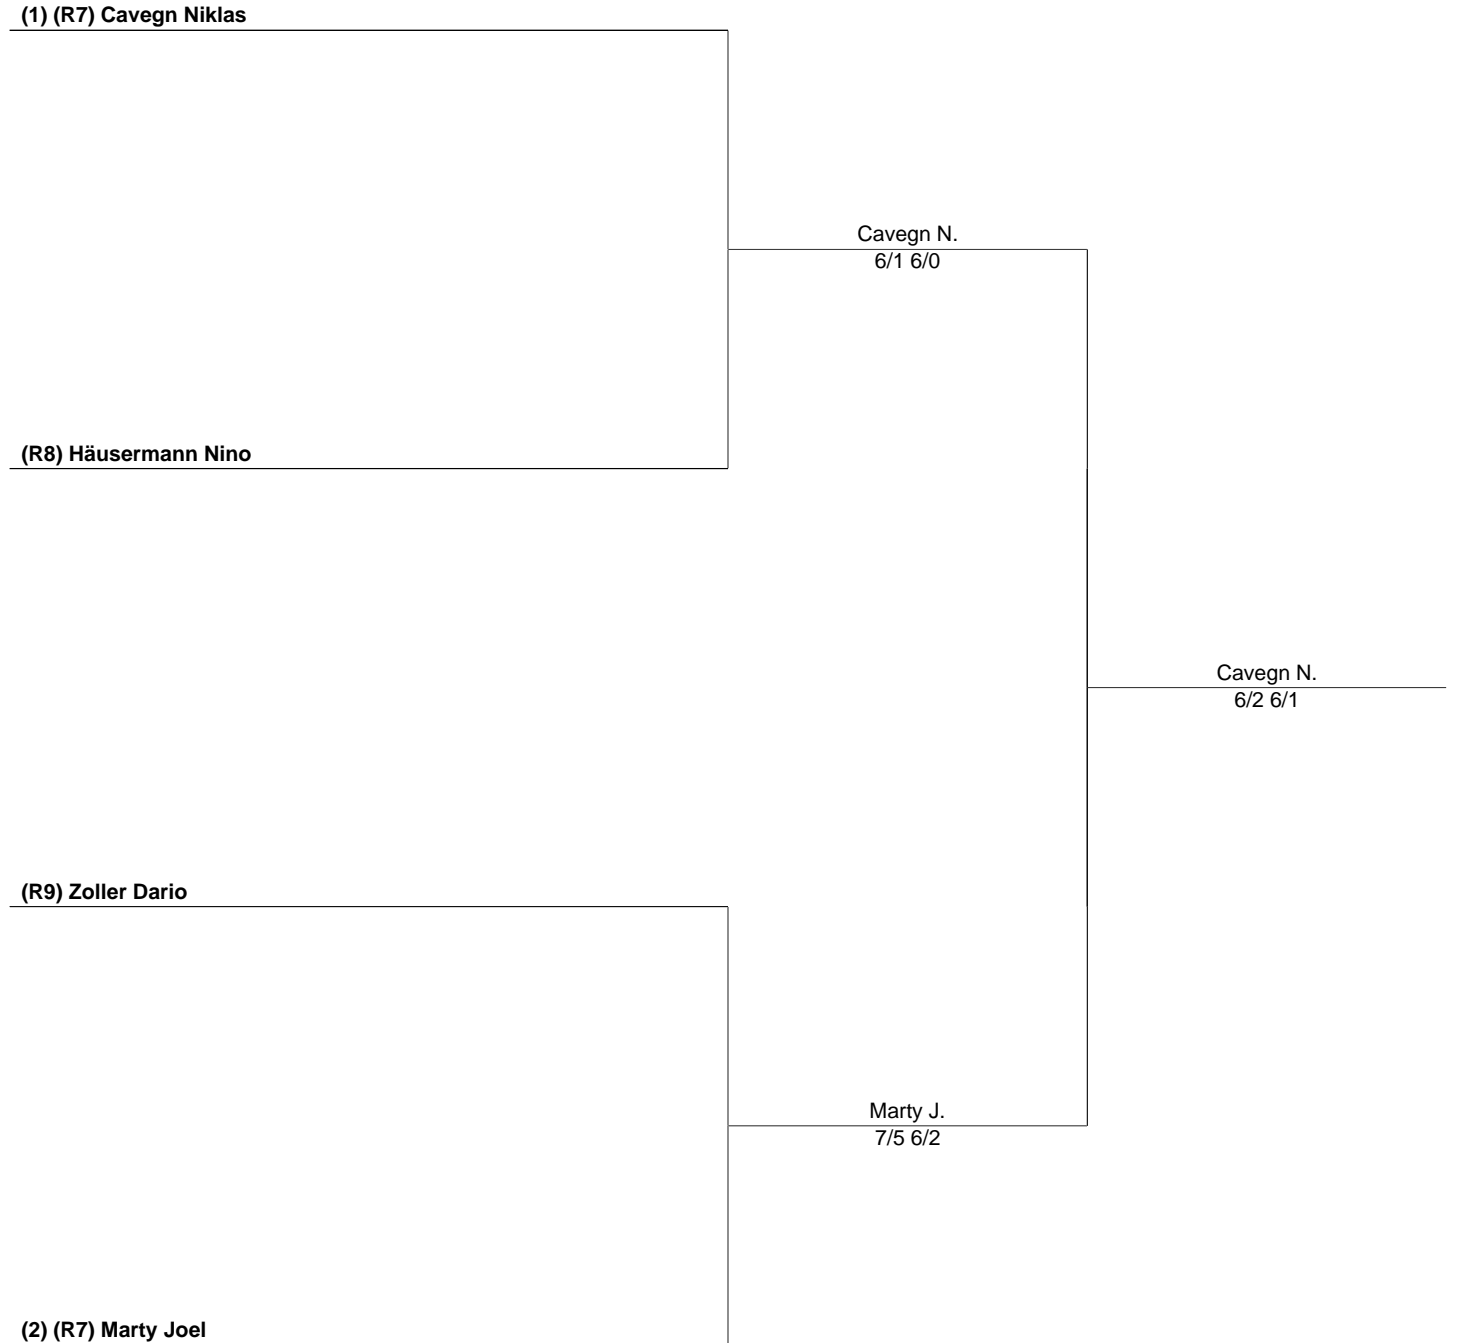 (1) (R7) Cavegn Niklas
Cavegn N.
6/1 6/0
(R8) Häusermann Nino
Cavegn N.
6/2 6/1
(R9) Zoller Dario
Marty J.
7/5 6/2
(2) (R7) Marty Joel